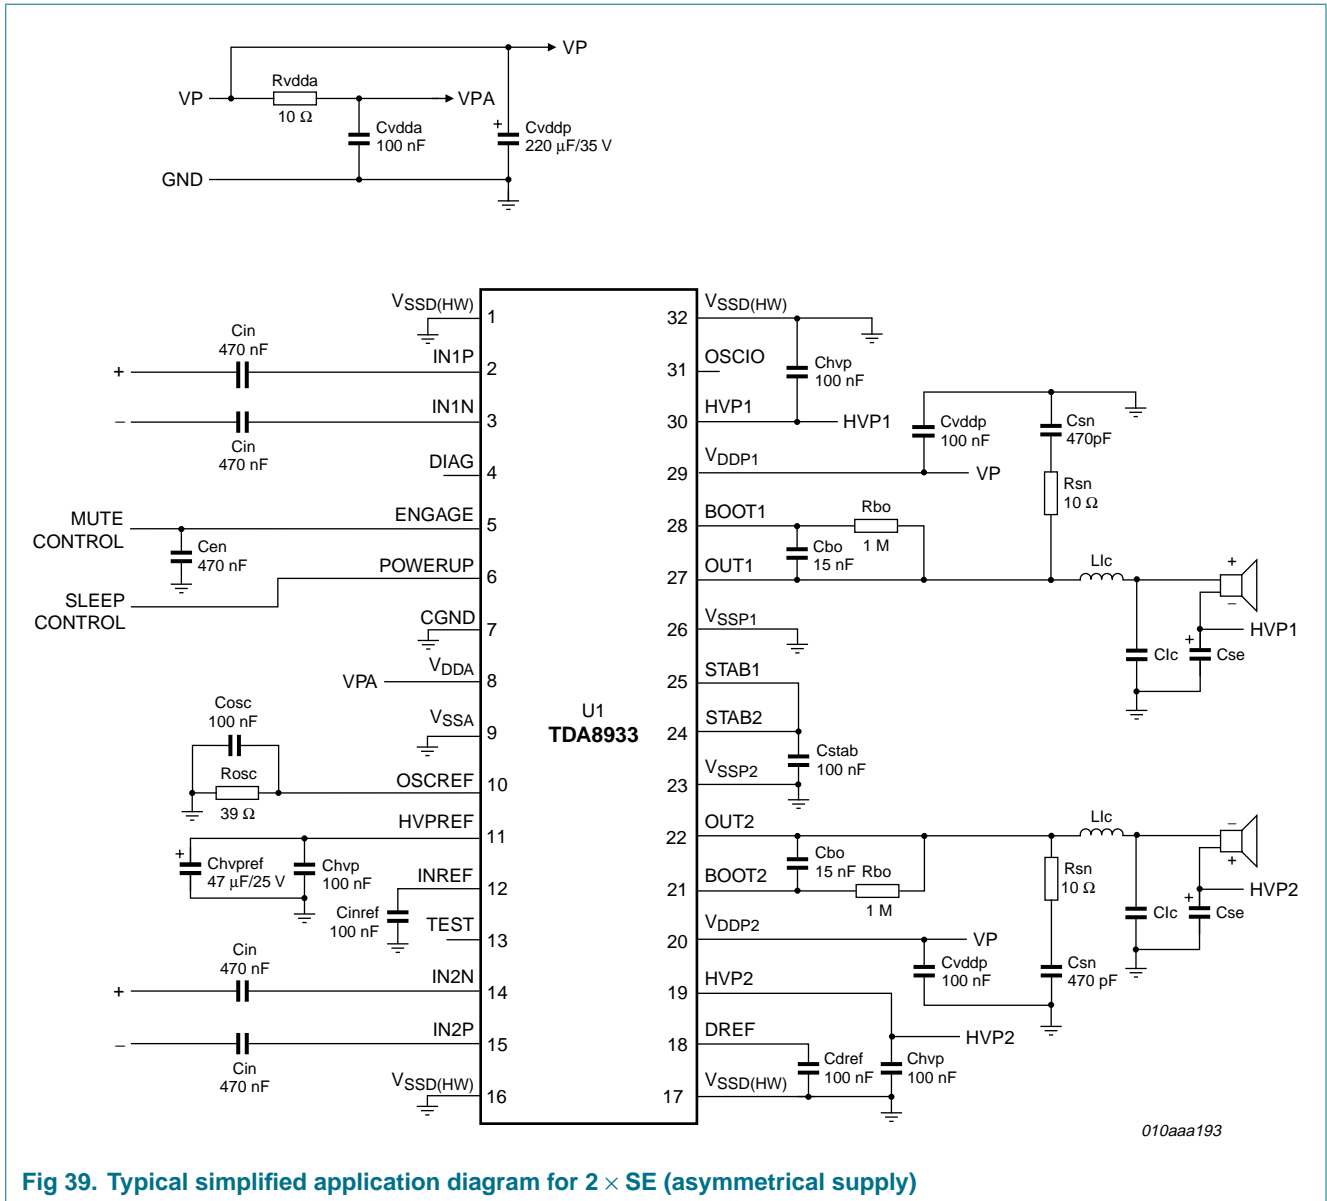 VP
Rvdda
VP
VPA
10 Ω
Cvdda
100 nF
+
Cvddp
220 μF/35 V
GND
VSSD(HW)
1
Cin
470 nF
IN1P
+
2
IN1N
−
3
Cin
470 nF
DIAG
4
MUTE
CONTROL
ENGAGE
5
Cen
470 nF
POWERUP
6
SLEEP
CONTROL
CGND
7
VDDA
VPA
8
VSSA
9
Cosc
100 nF
Rosc
39 Ω
OSCREF
10
HVPREF
11
+
Chvpref
47 μF/25 V
Chvp
100 nF
INREF
12
Cinref
100 nF
TEST
13
Cin
470 nF
+
IN2N
14
IN2P
−
15
Cin
470 nF
VSSD(HW)
16
U1
TDA8933
VSSD(HW)
32
OSCIO
31
Chvp
100 nF
HVP1
30
HVP1
VDDP1
29
Cvddp
100 nF
VP
Csn
470pF
Rsn
10 Ω
BOOT1
28
Rbo
1 M
Cbo
15 nF
OUT1
27
Llc
+
−
HVP1
Clc
+
Cse
VSSP1
26
STAB1
25
STAB2
24
Cstab
100 nF
VSSP2
23
OUT2
22
Llc
−
+
Cbo
15 nF
Rbo
1 M
BOOT2
21
Rsn
10 Ω
HVP2
Clc
+
Cse
VDDP2
20
VP
Cvddp
100 nF
Csn
470 pF
HVP2
19
HVP2
DREF
18
Cdref
100 nF
Chvp
100 nF
VSSD(HW)
17
010aaa193
Fig 39. Typical simplified application diagram for 2 × SE (asymmetrical supply)